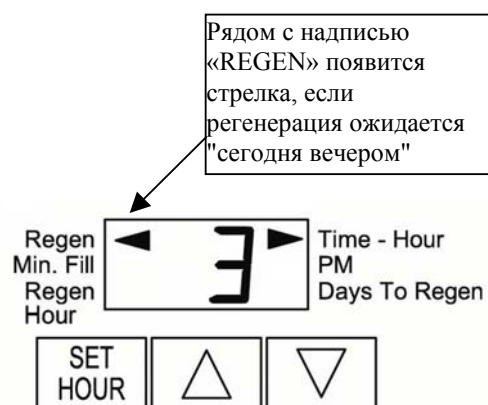 Рядом с надписью
«REGEN» появится
стрелка, если
регенерация ожидается
"сегодня вечером"
Regen
Min. Fill
Regen
Hour
3
Time - Hour
PM
Days To Regen
SET
HOUR